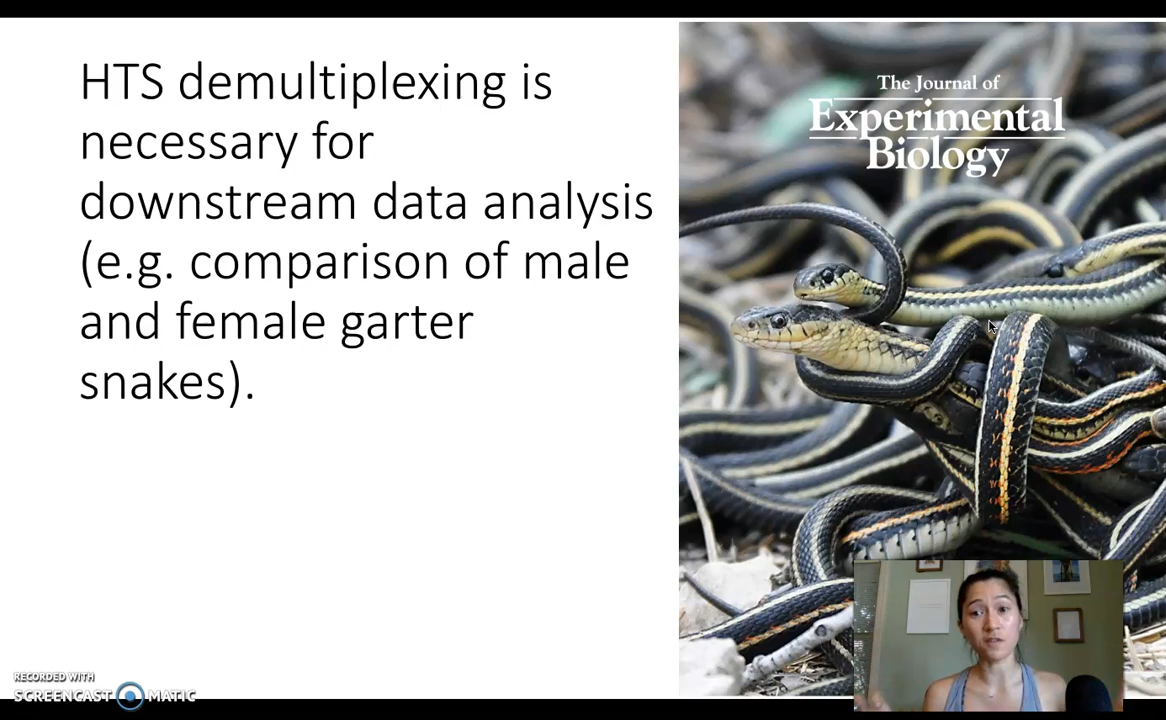 HTS demultiplexing is
necessary for
downstream data analysis
(e.g. comparison of male
and female garter
snakes).
The Journal of
Experimental
Biology
RECORDED WITH
SCREENCAST MATIC